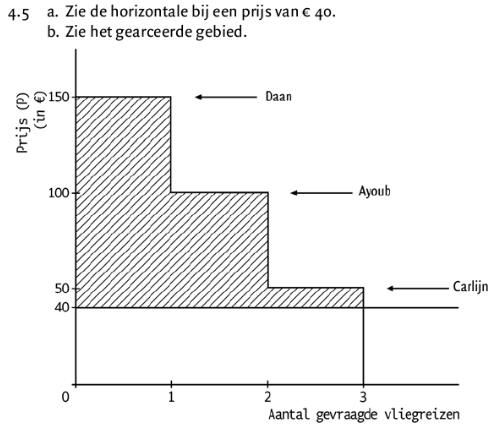 4.5 a. Zie de horizontale bij een prijs van € 40.
b. Zie het gearceerde gebied.
Prijs (P)
(in €)
150
Daan
100
Ayoub
50
Carlijn
40
0 1 2 3
Aantal gevraagde vliegreizen